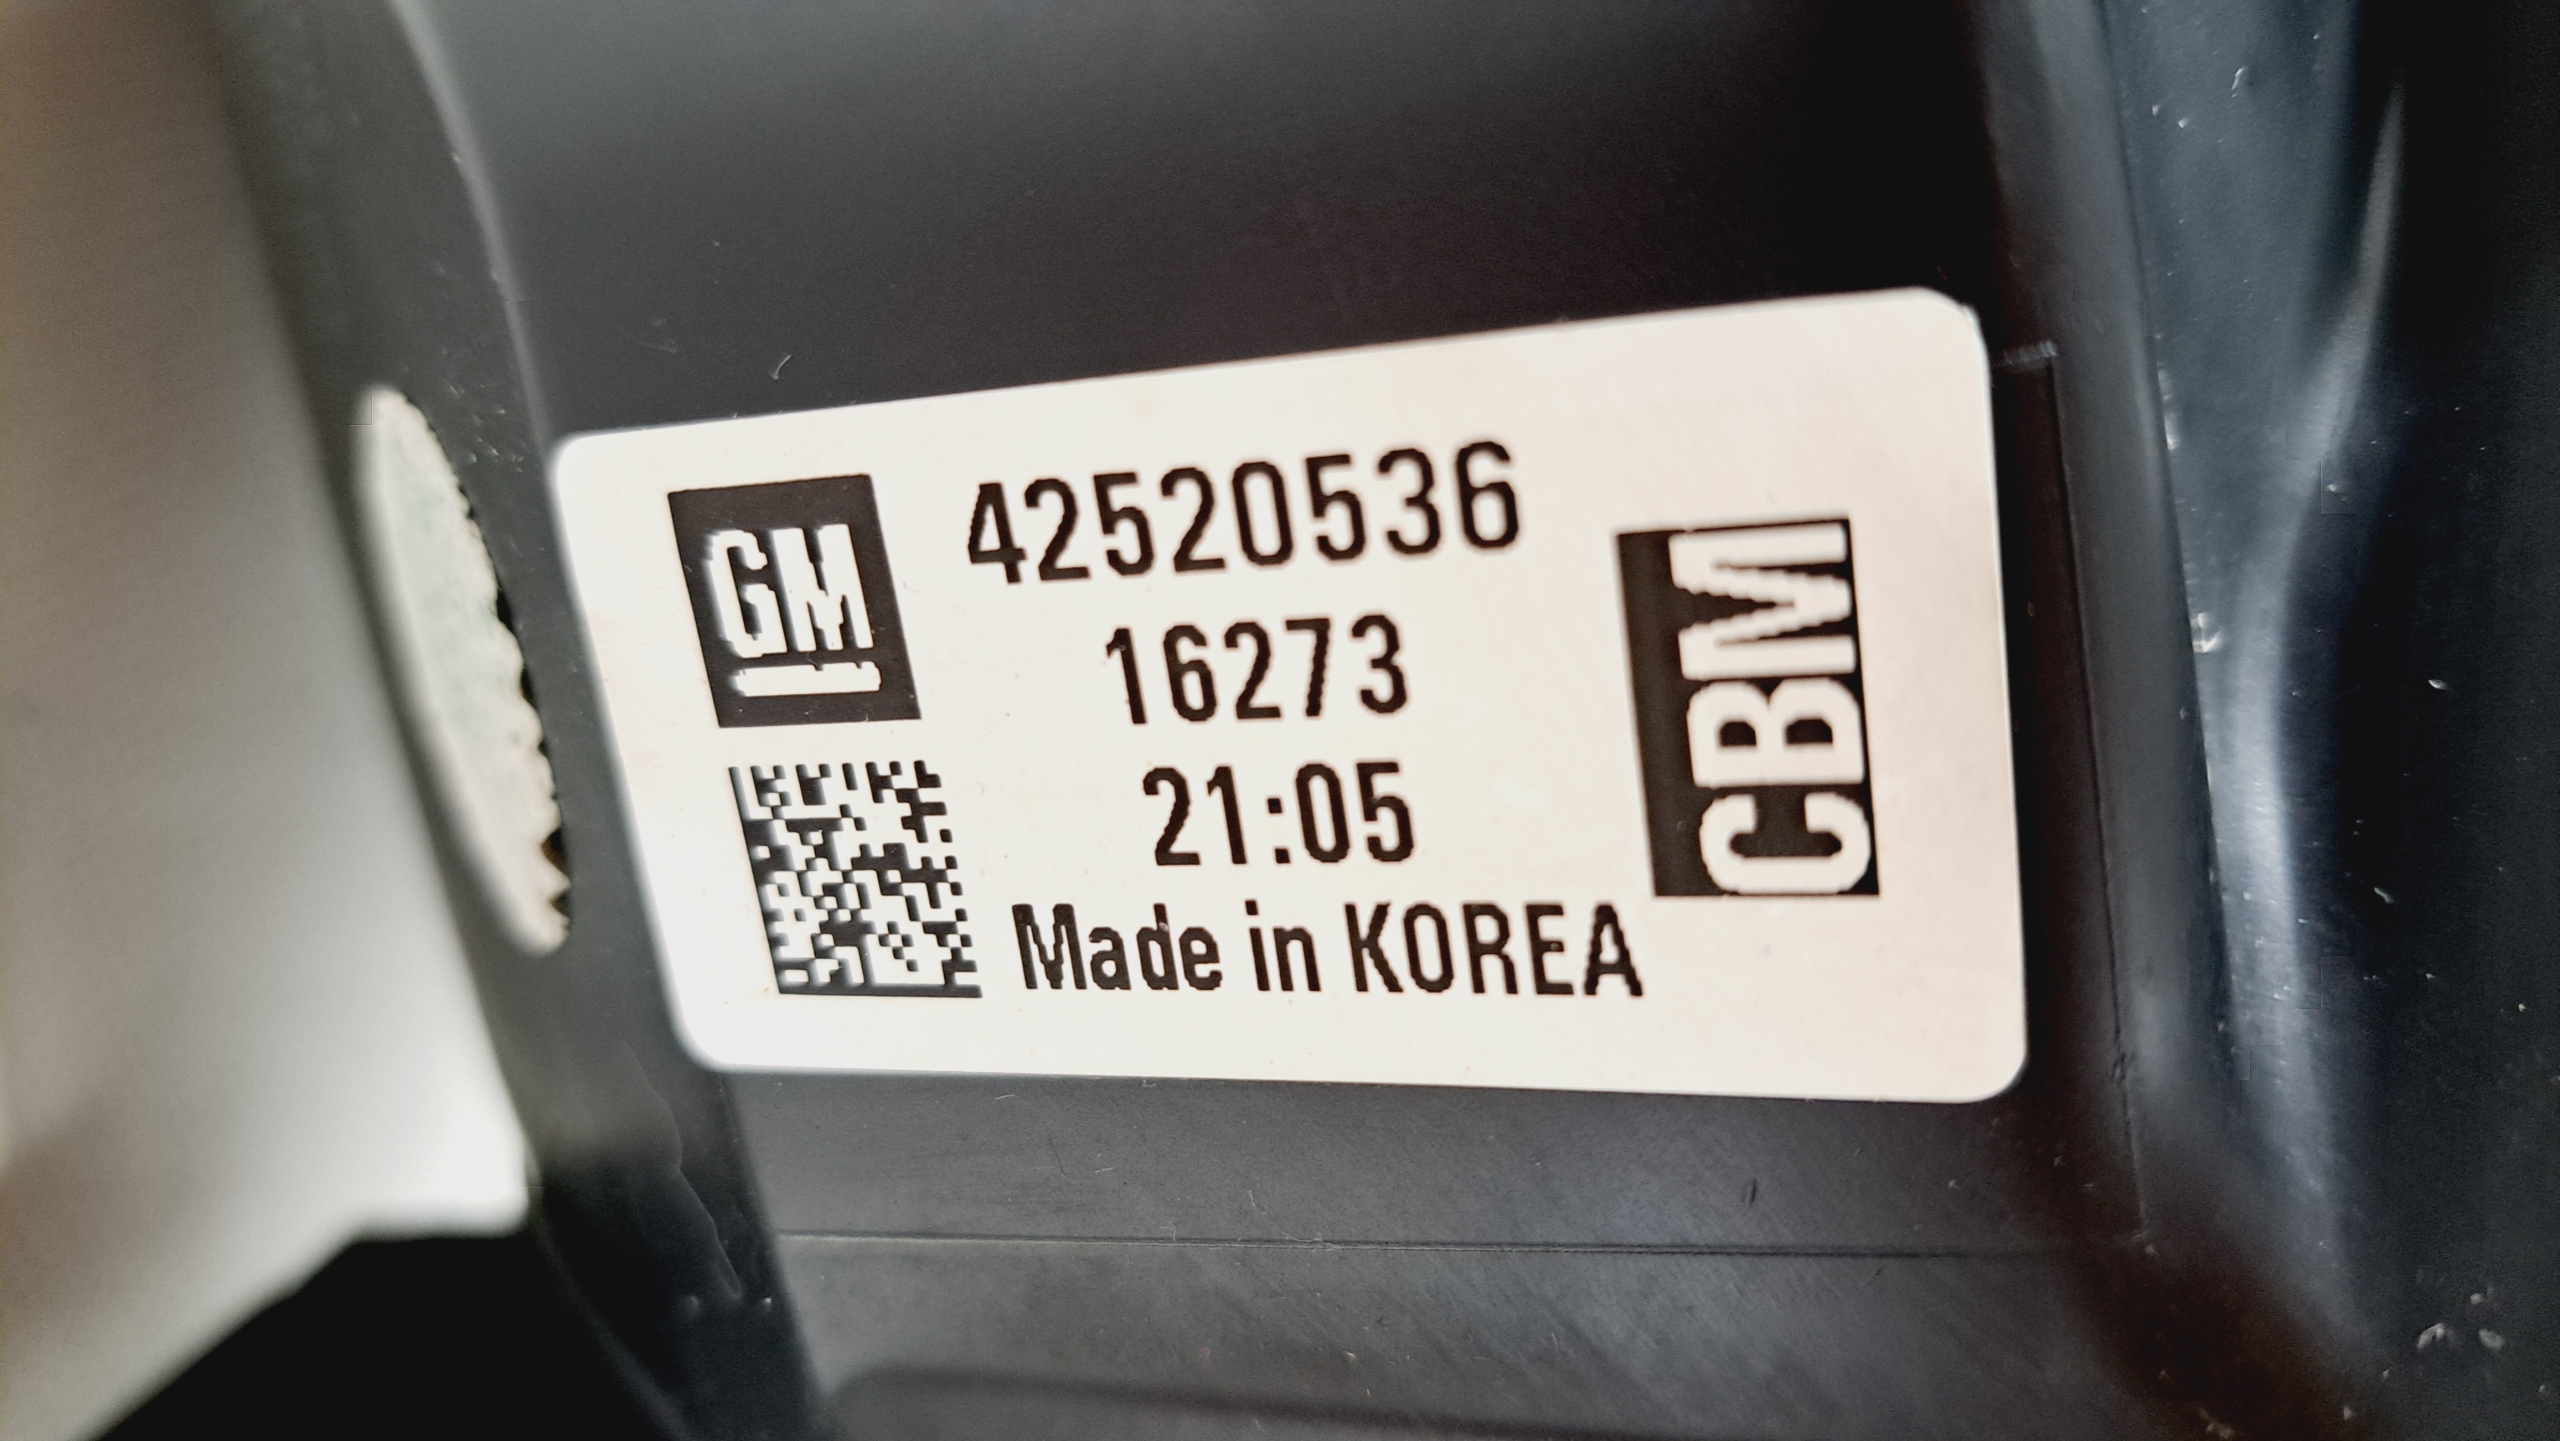 GM
42520536
16273
21:05
Made in KOREA
CBM